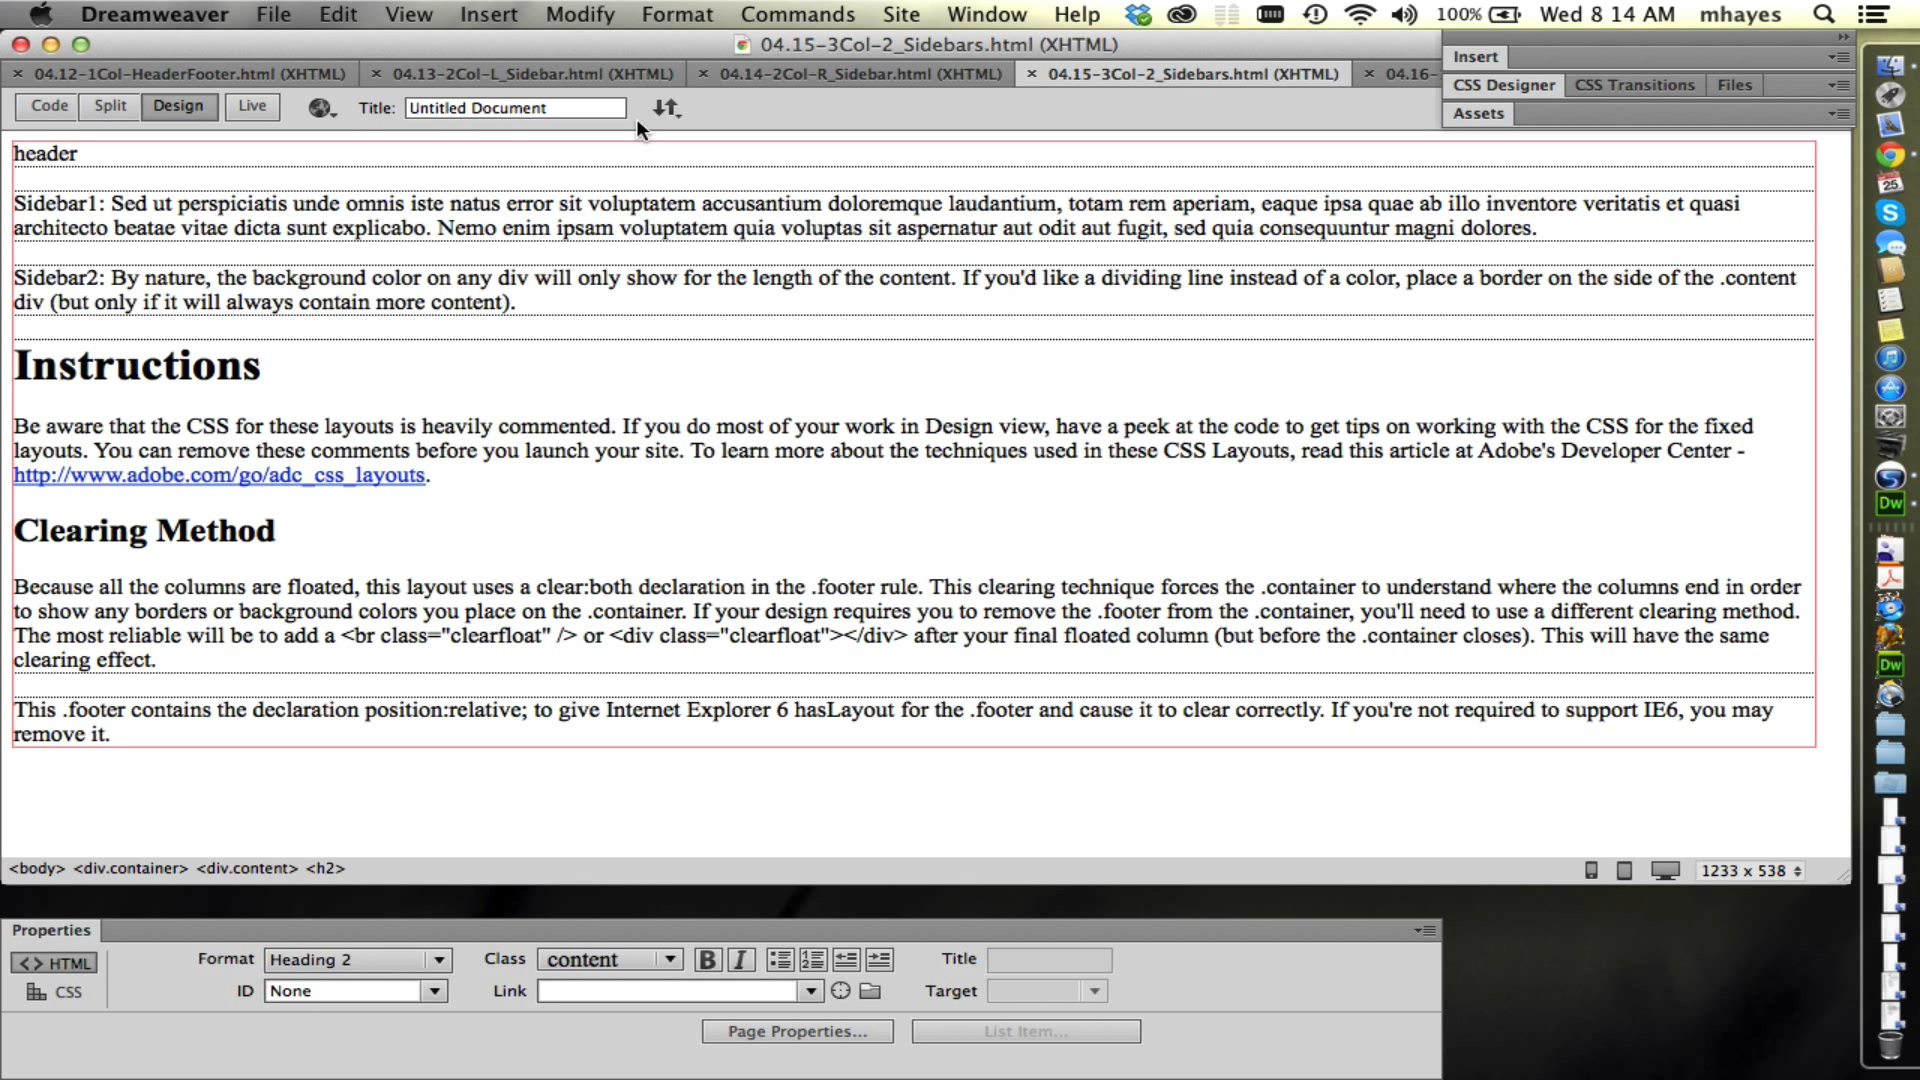 Dreamweaver File Edit View Insert Modify Format Commands Site Window Help 100% Wed 8 14 AM mhayes
04.15-3Col-2_Sidebars.html (XHTML)
04.12-1Col-HeaderFooter.html (XHTML) 04.13-2Col-L_Sidebar.html (XHTML) 04.14-2Col-R_Sidebar.html (XHTML) 04.15-3Col-2_Sidebars.html (XHTML) 04.16-
Insert
CSS Designer CSS Transitions Files
Assets
Code Split Design Live Title: Untitled Document
header
Sidebar1: Sed ut perspiciatis unde omnis iste natus error sit voluptatem accusantium doloremque laudantium, totam rem aperiam, eaque ipsa quae ab illo inventore veritatis et quasi
architecto beatae vitae dicta sunt explicabo. Nemo enim ipsam voluptatem quia voluptas sit aspernatur aut odit aut fugit, sed quia consequuntur magni dolores.
Sidebar2: By nature, the background color on any div will only show for the length of the content. If you'd like a dividing line instead of a color, place a border on the side of the .content
div (but only if it will always contain more content).
Instructions
Be aware that the CSS for these layouts is heavily commented. If you do most of your work in Design view, have a peek at the code to get tips on working with the CSS for the fixed
layouts. You can remove these comments before you launch your site. To learn more about the techniques used in these CSS Layouts, read this article at Adobe's Developer Center -
http://www.adobe.com/go/adc_css_layouts.
Clearing Method
Because all the columns are floated, this layout uses a clear:both declaration in the .footer rule. This clearing technique forces the .container to understand where the columns end in order
to show any borders or background colors you place on the .container. If your design requires you to remove the .footer from the .container, you'll need to use a different clearing method.
The most reliable will be to add a <br class="clearfloat" /> or <div class="clearfloat"></div> after your final floated column (but before the .container closes). This will have the same
clearing effect.
This .footer contains the declaration position:relative; to give Internet Explorer 6 hasLayout for the .footer and cause it to clear correctly. If you're not required to support IE6, you may
remove it.
<body> <div.container> <div.content> <h2> 1233 x 538
Properties
<> HTML Format Heading 2 Class content B I Title
CSS ID None Link Target
Page Properties... List Item...
25
Dw
Dw